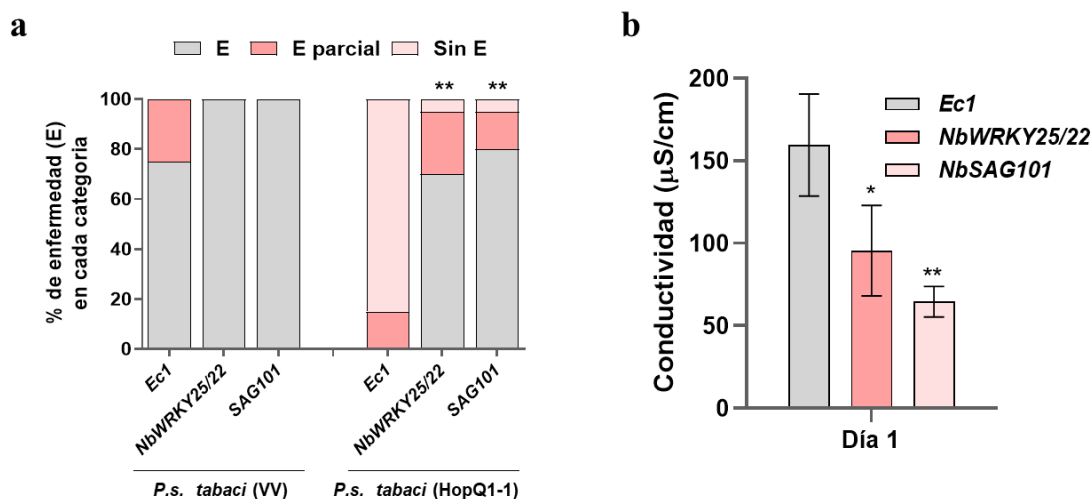 a
E E parcial Sin E
** **
% de enfermedad (E)
en cada categoria
100
80
60
40
20
0
Ec1 NbWRKY25/22 SAG101 Ec1 NbWRKY25/22 SAG101
P.s. tabaci (VV) P.s. tabaci (HopQ1-1)
b
Conductividad (µS/cm)
200
150
100
50
0
Ec1
NbWRKY25/22
NbSAG101
*
**
Día 1